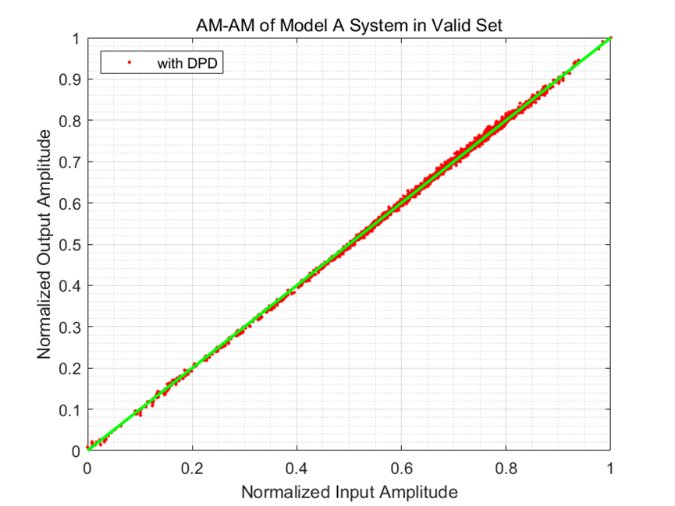 AM-AM of Model A System in Valid Set
with DPD
1
0.9
0.8
0.7
0.6
0.5
0.4
0.3
0.2
0.1
0
Normalized Output Amplitude
0 0.2 0.4 0.6 0.8 1
Normalized Input Amplitude